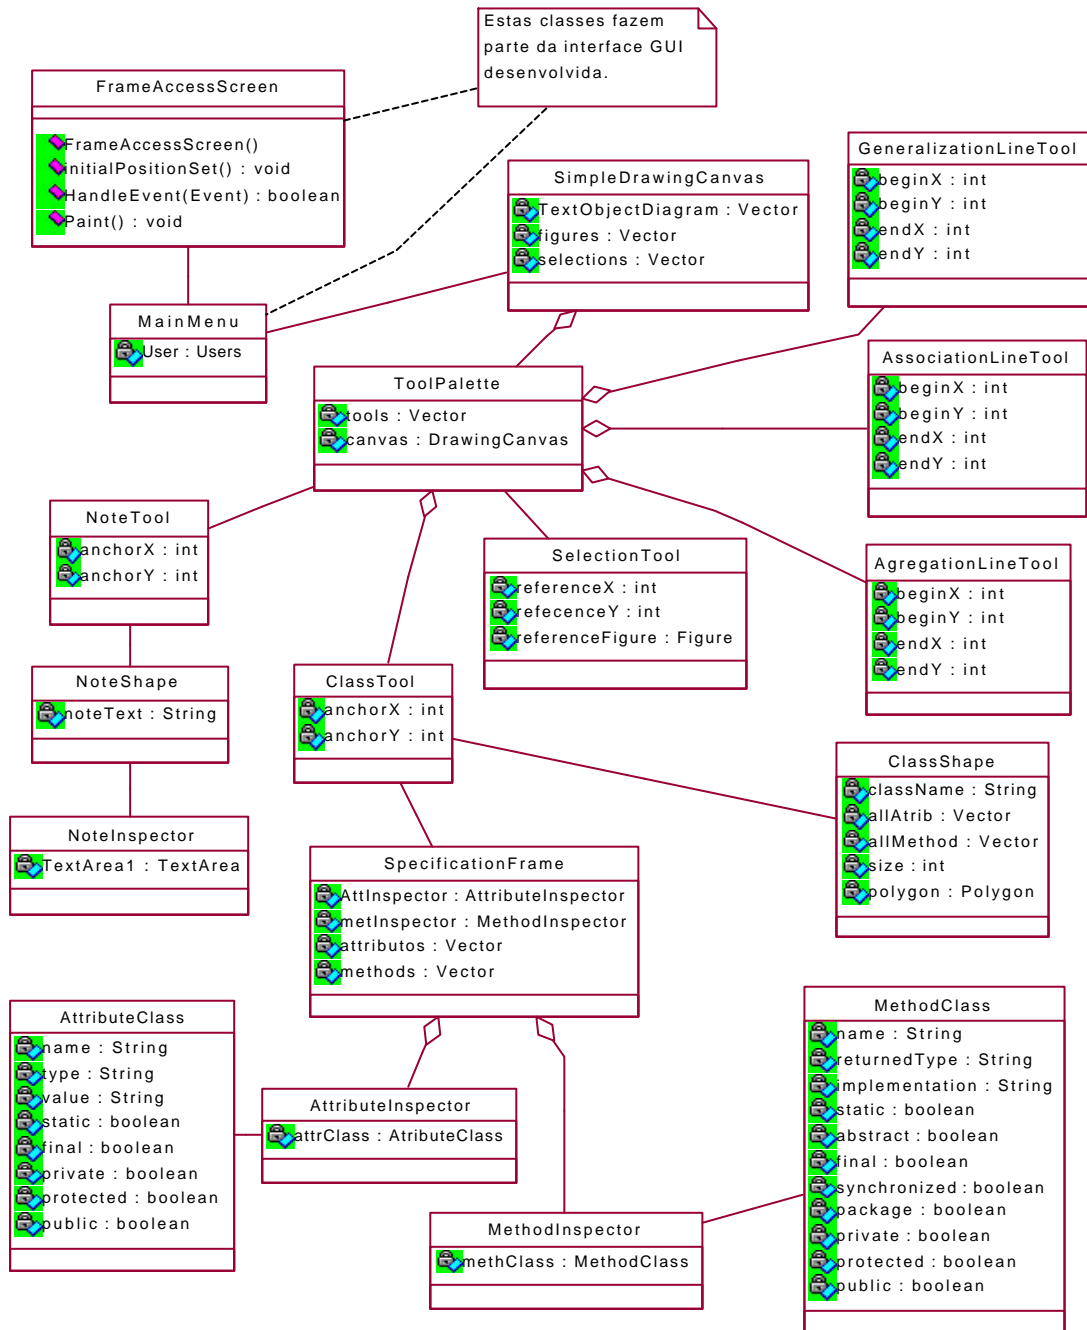 Estas classes fazem
parte da interface GUI
desenvolvida.
FrameAccessScreen
FrameAccessScreen()
initialPositionSet() : void
HandleEvent(Event) : boolean
Paint() : void
SimpleDrawingCanvas
TextObjectDiagram : Vector
figures : Vector
selections : Vector
GeneralizationLineTool
beginX : int
beginY : int
endX : int
endY : int
MainMenu
User : Users
ToolPalette
tools : Vector
canvas : DrawingCanvas
AssociationLineTool
beginX : int
beginY : int
endX : int
endY : int
NoteTool
anchorX : int
anchorY : int
SelectionTool
referenceX : int
refecenceY : int
referenceFigure : Figure
AgregationLineTool
beginX : int
beginY : int
endX : int
endY : int
NoteShape
noteText : String
ClassTool
anchorX : int
anchorY : int
ClassShape
className : String
allAtrib : Vector
allMethod : Vector
size : int
polygon : Polygon
NoteInspector
TextArea1 : TextArea
SpecificationFrame
AttInspector : AttributeInspector
metInspector : MethodInspector
attributos : Vector
methods : Vector
AttributeClass
name : String
type : String
value : String
static : boolean
final : boolean
private : boolean
protected : boolean
public : boolean
AttributeInspector
attrClass : AtributeClass
MethodClass
name : String
returnedType : String
implementation : String
static : boolean
abstract : boolean
final : boolean
synchronized : boolean
package : boolean
private : boolean
protected : boolean
public : boolean
MethodInspector
methClass : MethodClass